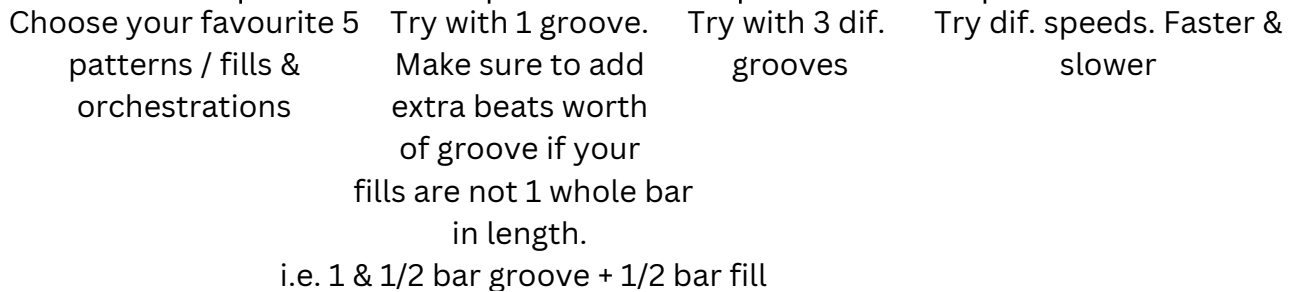 Choose your favourite 5
patterns / fills &
orchestrations
Try with 1 groove.
Make sure to add
extra beats worth
of groove if your
fills are not 1 whole bar
in length.
i.e. 1 & 1/2 bar groove + 1/2 bar fill
Try with 3 dif.
grooves
Try dif. speeds. Faster &
slower